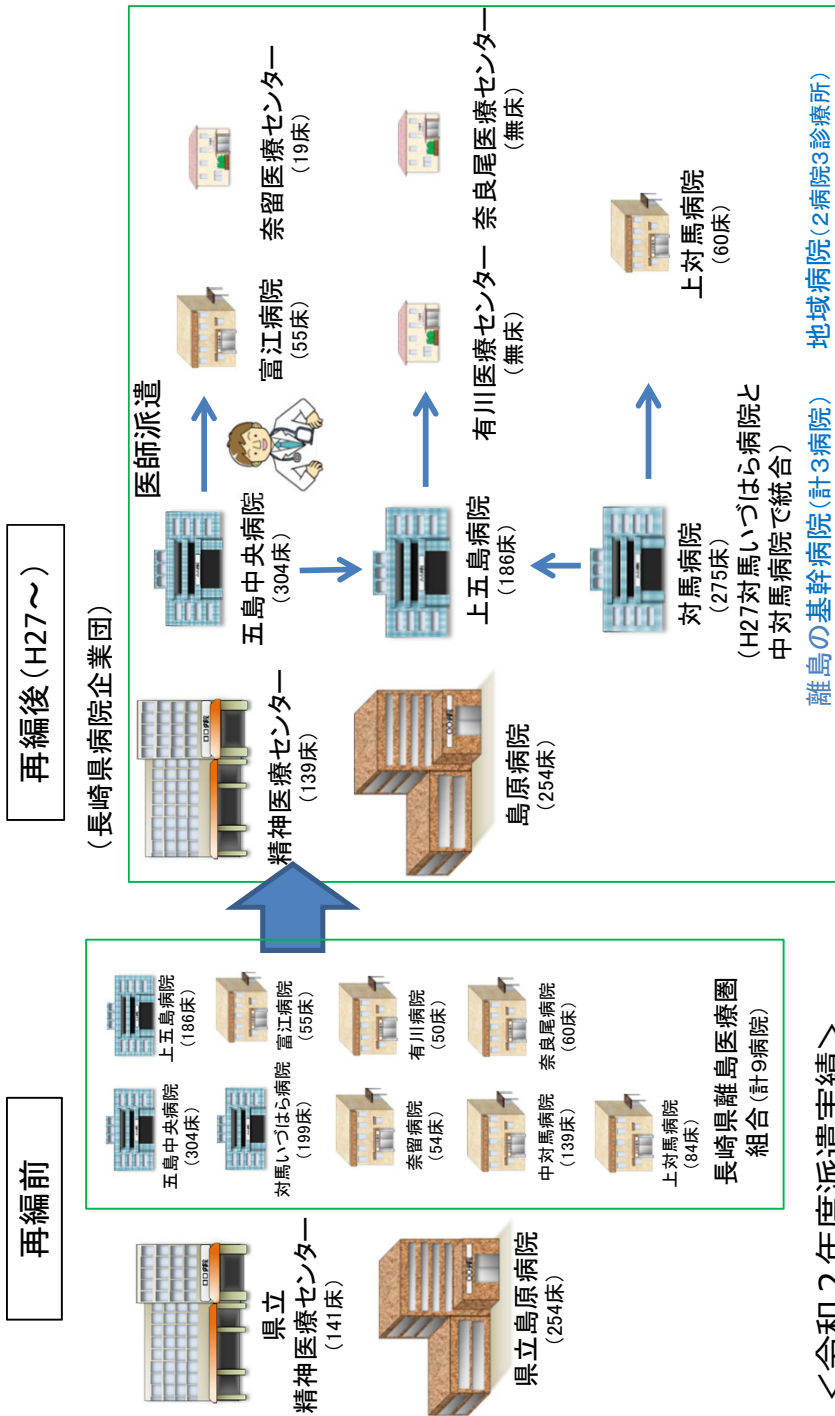 再編前
県立
精神医療センター
(141床)
県立島原病院
(254床)
五島中央病院
(304床)
上五島病院
(186床)
対馬いづはら病院
(199床)
富江病院
(55床)
奈留病院
(54床)
有川病院
(50床)
中対馬病院
(139床)
奈良尾病院
(60床)
上対馬病院
(84床)
長崎県離島医療圏
組合(計9病院)
再編後(H27~)
(長崎県病院企業団)
精神医療センター
(139床)
島原病院
(254床)
医師派遣
五島中央病院
(304床)
富江病院
(55床)
奈留医療センター
(19床)
上五島病院
(186床)
有川医療センター
(無床)
奈良尾医療センター
(無床)
対馬病院
(275床)
(H27対馬いづはら病院と
中対馬病院で統合)
上対馬病院
(60床)
離島の基幹病院(計3病院)
地域病院(2病院3診療所)
<令和2年度派遣実績>